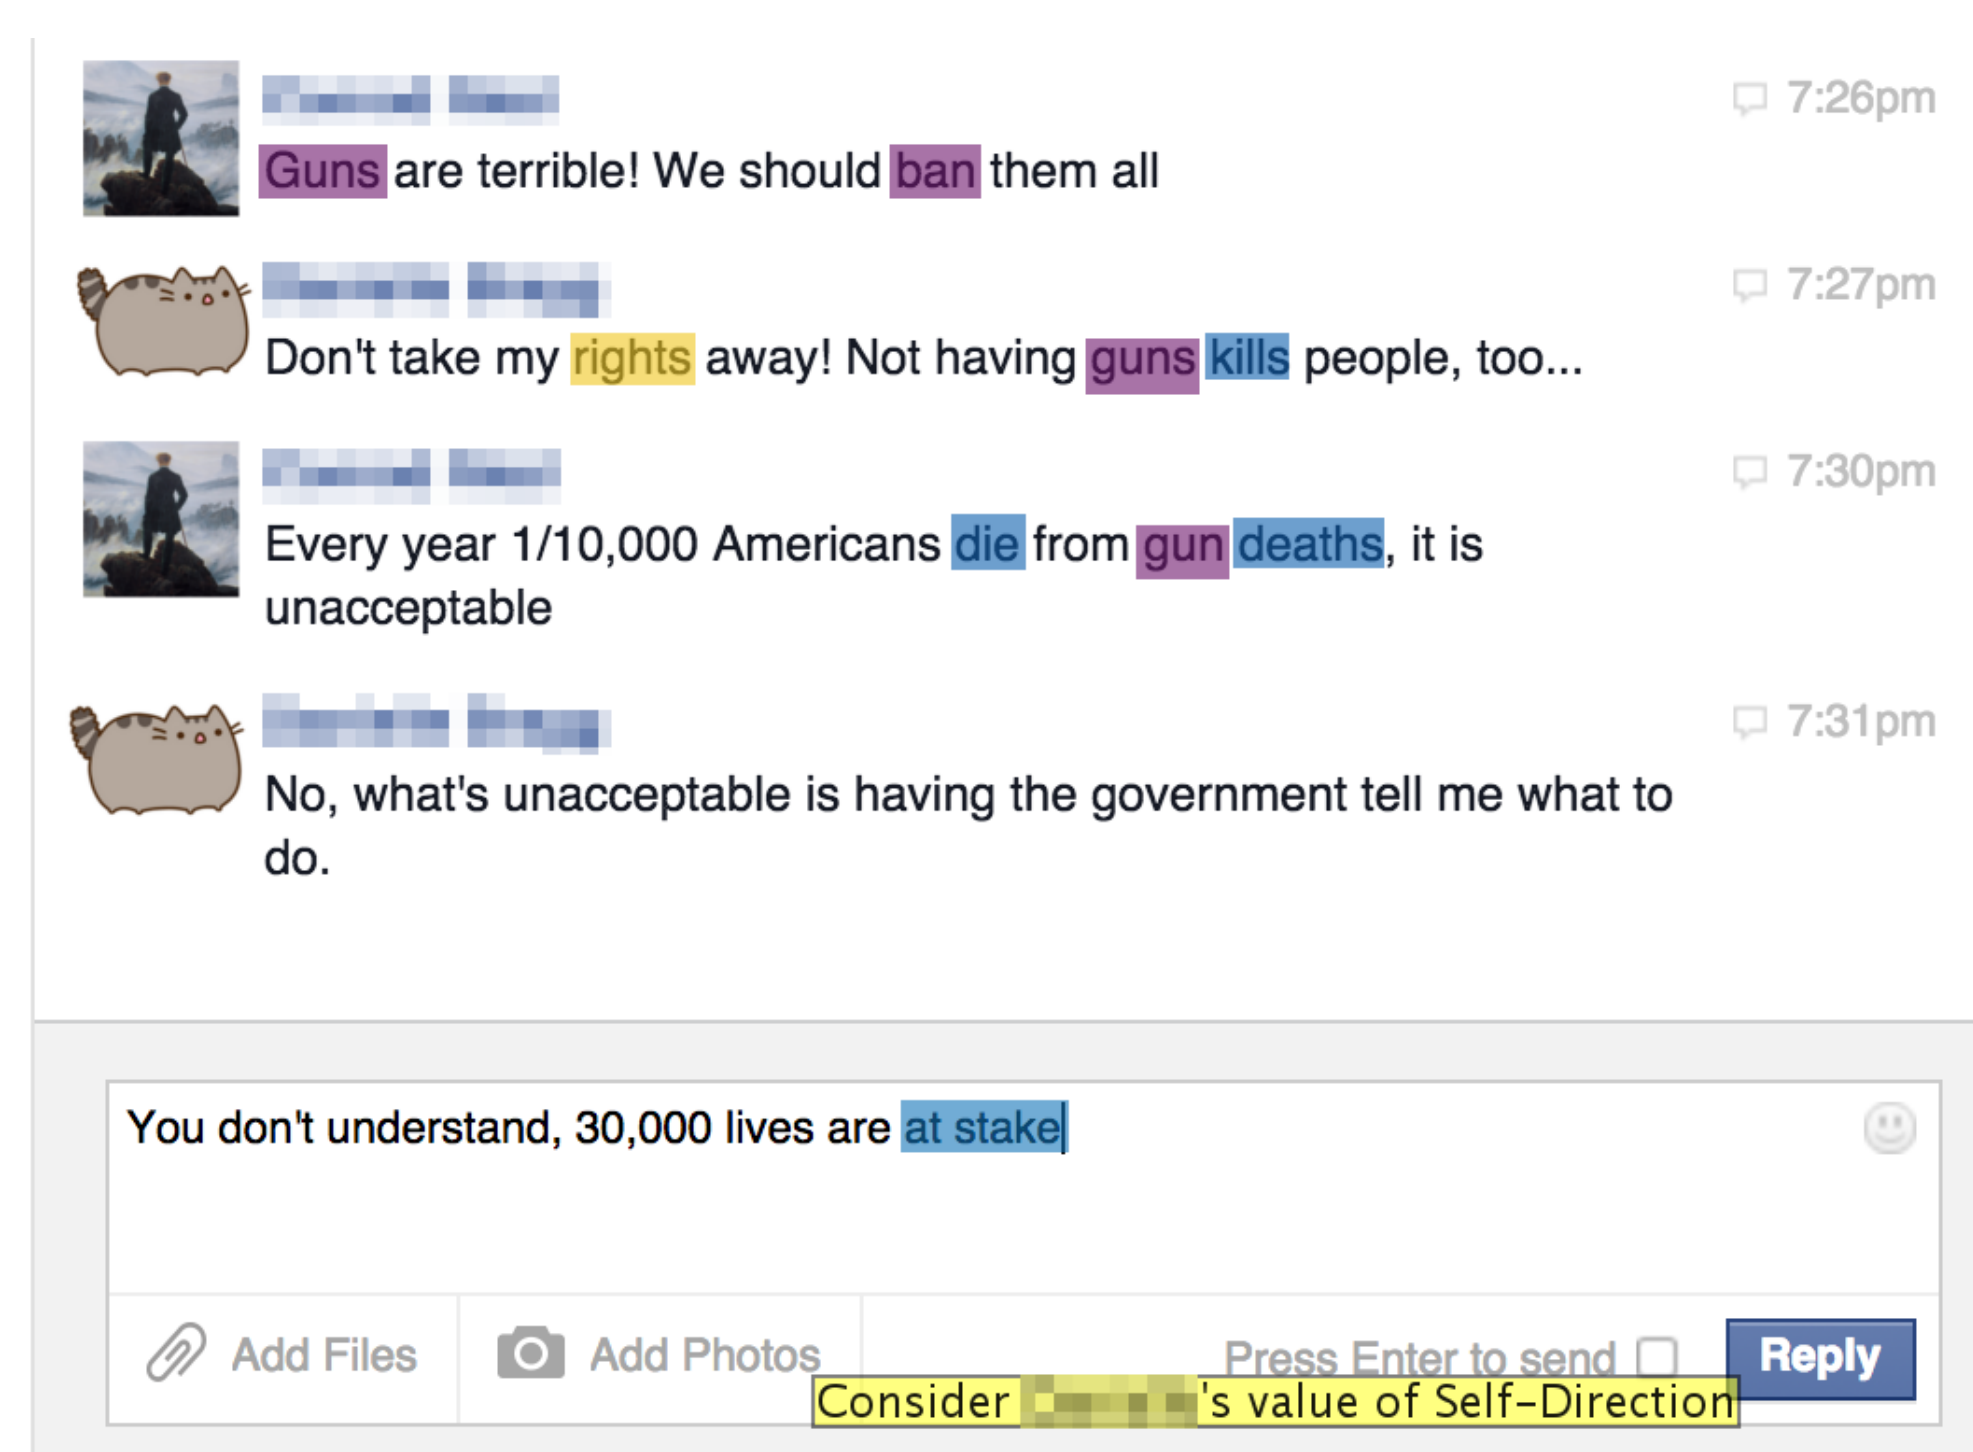 7:26pm
Guns are terrible! We should ban them all
7:27pm
Don't take my rights away! Not having guns kills people, too...
7:30pm
Every year 1/10,000 Americans die from gun deaths, it is
unacceptable
7:31pm
No, what's unacceptable is having the government tell me what to
do.
You don't understand, 30,000 lives are at stake
Add Files
Add Photos
Press Enter to send
Reply
Consider 's value of Self-Direction